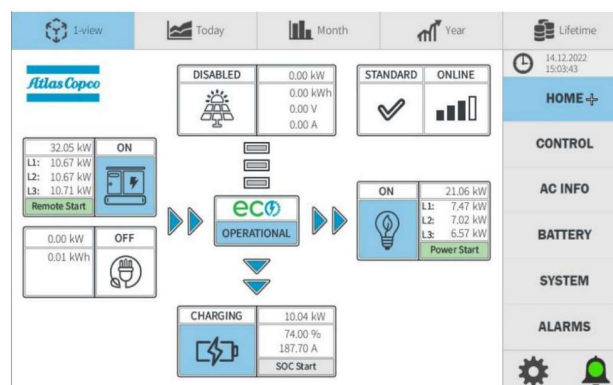 1-view
Today
Month
Year
Lifetime
14.12.2022
15:03:43
Atlas Copco
DISABLED
0.00 kW
0.00 kWh
0.00 V
0.00 A
STANDARD
ONLINE
HOME
CONTROL
AC INFO
BATTERY
SYSTEM
ALARMS
32.05 kW
ON
L1: 10.67 kW
L2: 10.67 kW
L3: 10.71 kW
Remote Start
0.00 kW
OFF
0.01 kWh
eco
OPERATIONAL
ON
21.06 kW
L1: 7.47 kW
L2: 7.02 kW
L3: 6.57 kW
Power Start
CHARGING
10.04 kW
74.00 %
187.70 A
SOC Start